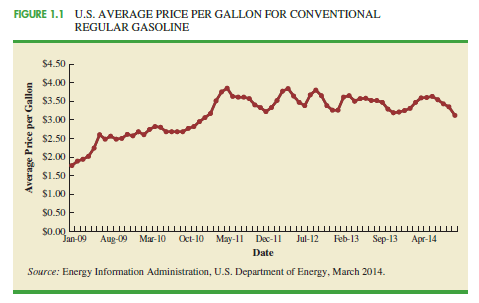 FIGURE 1.1 U.S. AVERAGE PRICE PER GALLON FOR CONVENTIONAL
REGULAR GASOLINE
Average Price per Gallon
$4.50
$4.00
$3.50
$3.00
$2.50
$2.00
$1.50
$1.00
$0.50
$0.00
Jan-09 Aug-09 Mar-10 Oct-10 May-11 Dec-11 Jul-12 Feb-13 Sep-13 Apr-14
Date
Source: Energy Information Administration, U.S. Department of Energy, March 2014.